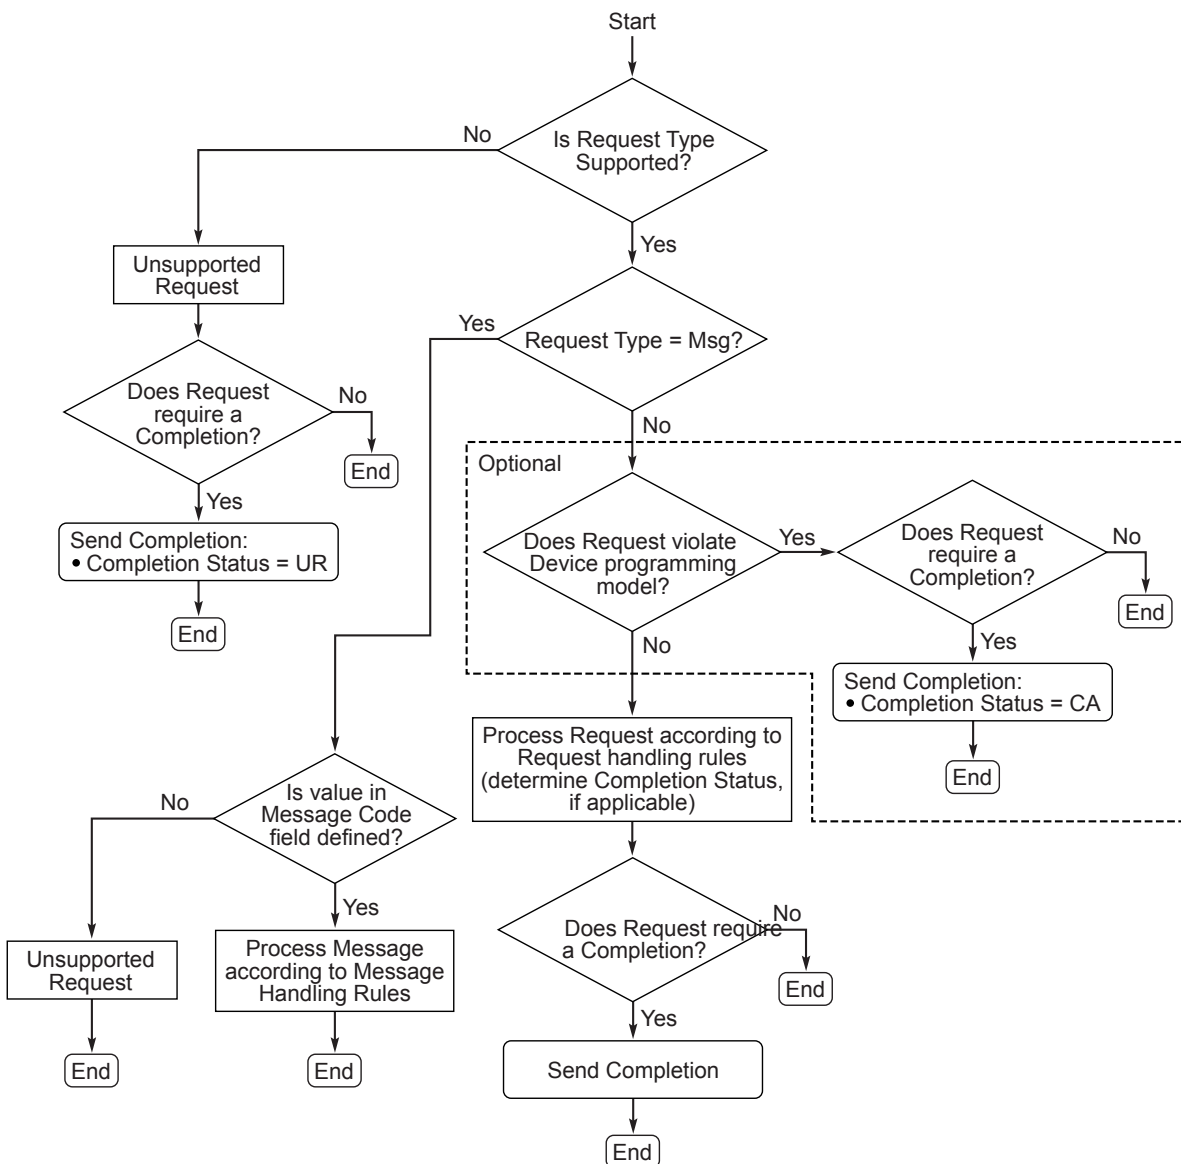 Start
Is Request Type
Supported?
No
Yes
Unsupported
Request
Yes
Request Type = Msg?
No
Does Request
require a
Completion?
No
End
Yes
Send Completion:
• Completion Status = UR
End
Optional
Does Request violate
Device programming
model?
Yes
Does Request
require a
Completion?
No
End
Yes
Send Completion:
• Completion Status = CA
End
No
Process Request according to
Request handling rules
(determine Completion Status,
if applicable)
Is value in
Message Code
field defined?
No
Yes
Unsupported
Request
End
Process Message
according to Message
Handling Rules
End
Does Request require
a Completion?
No
End
Yes
Send Completion
End